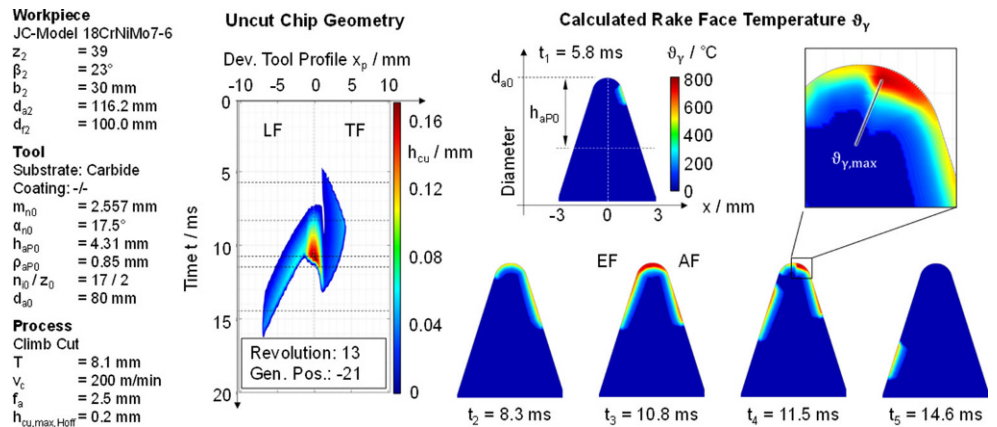 Workpiece
JC-Model 18CrNiMo7-6
z2 = 39
β2 = 23°
b2 = 30 mm
da2 = 116.2 mm
df2 = 100.0 mm
Tool
Substrate: Carbide
Coating: -/-
mn0 = 2.557 mm
αn0 = 17.5°
haP0 = 4.31 mm
ρaP0 = 0.85 mm
ni0 / z0 = 17 / 2
da0 = 80 mm
Process
Climb Cut
T = 8.1 mm
vc = 200 m/min
fa = 2.5 mm
hcu,max,Hoff = 0.2 mm
Uncut Chip Geometry
Dev. Tool Profile xp / mm
-10 -5 0 5 10
0
5
10
15
20
Time t / ms
LF TF
0.16
hcu / mm
0.12
0.08
0.04
0
Revolution: 13
Gen. Pos.: -21
Calculated Rake Face Temperature ϑγ
t1 = 5.8 ms
ϑγ / °C
da0
haP0
Diameter
-3 0 3
x / mm
800
600
400
200
0
ϑγ,max
EF AF
t2 = 8.3 ms
t3 = 10.8 ms
t4 = 11.5 ms
t5 = 14.6 ms